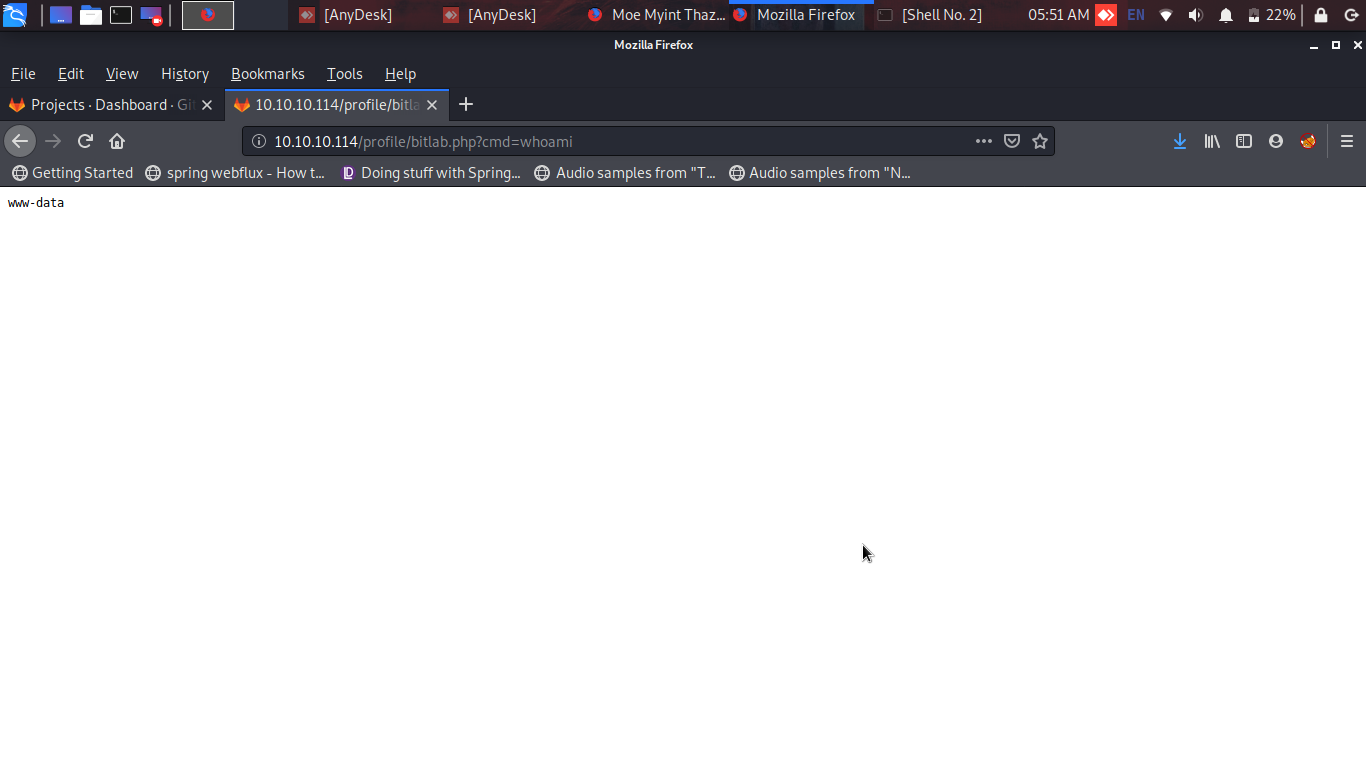 [AnyDesk] [AnyDesk] Moe Myint Thaz... Mozilla Firefox [Shell No. 2] 05:51 AM EN 22%
Mozilla Firefox
File Edit View History Bookmarks Tools Help
Projects · Dashboard · Git 10.10.10.114/profile/bitla
10.10.10.114/profile/bitlab.php?cmd=whoami
Getting Started spring webflux - How t... Doing stuff with Spring... Audio samples from "T... Audio samples from "N...
www-data